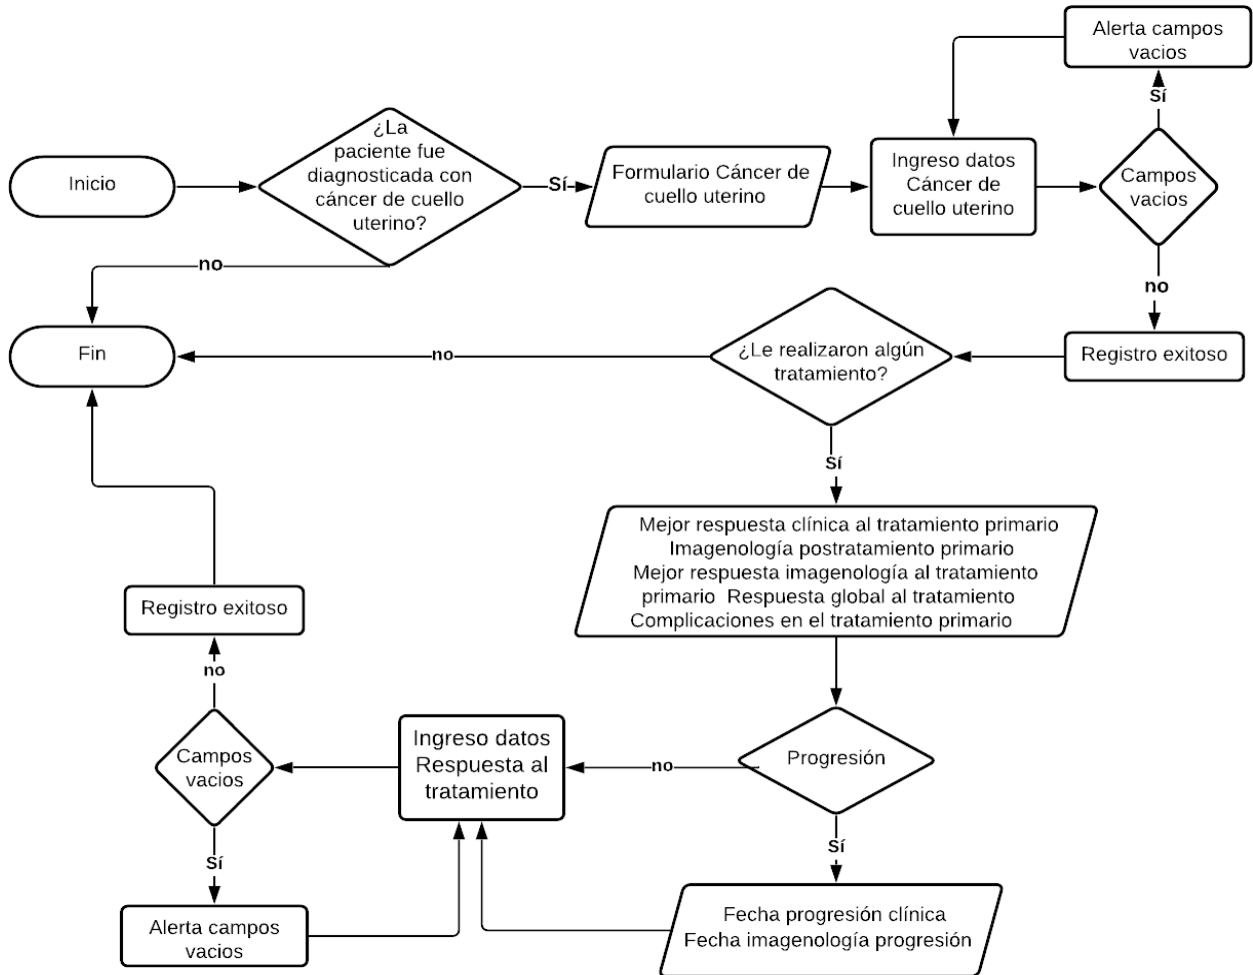 Alerta campos
vacios
Sí
¿La
paciente fue
diagnosticada con
cáncer de cuello
uterino?
Inicio
Sí
Formulario Cáncer de
cuello uterino
Ingreso datos
Cáncer de
cuello uterino
Campos
vacios
no
no
Fin
no
¿Le realizaron algún
tratamiento?
Registro exitoso
Sí
Mejor respuesta clínica al tratamiento primario
Imagenología postratamiento primario
Mejor respuesta imagenología al tratamiento
primario Respuesta global al tratamiento
Complicaciones en el tratamiento primario
Registro exitoso
no
Campos
vacios
Ingreso datos
Respuesta al
tratamiento
no
Progresión
Sí
Sí
Alerta campos
vacios
Fecha progresión clínica
Fecha imagenología progresión